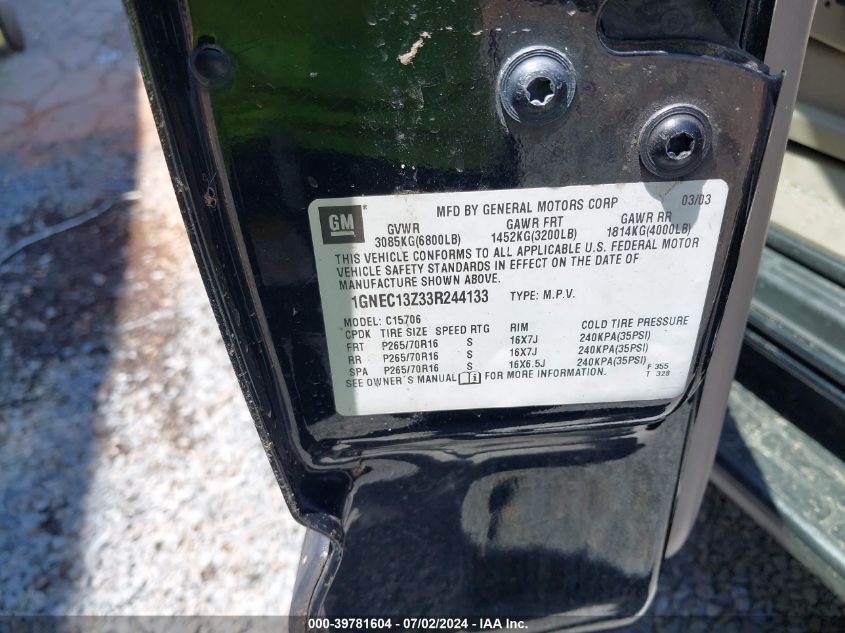 GM®
MFD BY GENERAL MOTORS CORP 03/03
GVWR GAWR FRT GAWR RR
3085KG(6800LB) 1452KG(3200LB) 1814KG(4000LB)
THIS VEHICLE CONFORMS TO ALL APPLICABLE U.S. FEDERAL MOTOR
VEHICLE SAFETY STANDARDS IN EFFECT ON THE DATE OF
MANUFACTURE SHOWN ABOVE.
1GNEC13Z33R244133 TYPE: M.P.V.
MODEL: C15706
CPDK TIRE SIZE SPEED RTG RIM COLD TIRE PRESSURE
FRT P265/70R16 S 16X7J 240KPA(35PSI)
RR P265/70R16 S 16X7J 240KPA(35PSI)
SPA P265/70R16 S 16X6.5J 240KPA(35PSI)
SEE OWNER'S MANUAL i FOR MORE INFORMATION. F 355
T 328
000-39781604 - 07/02/2024 - IAA Inc.